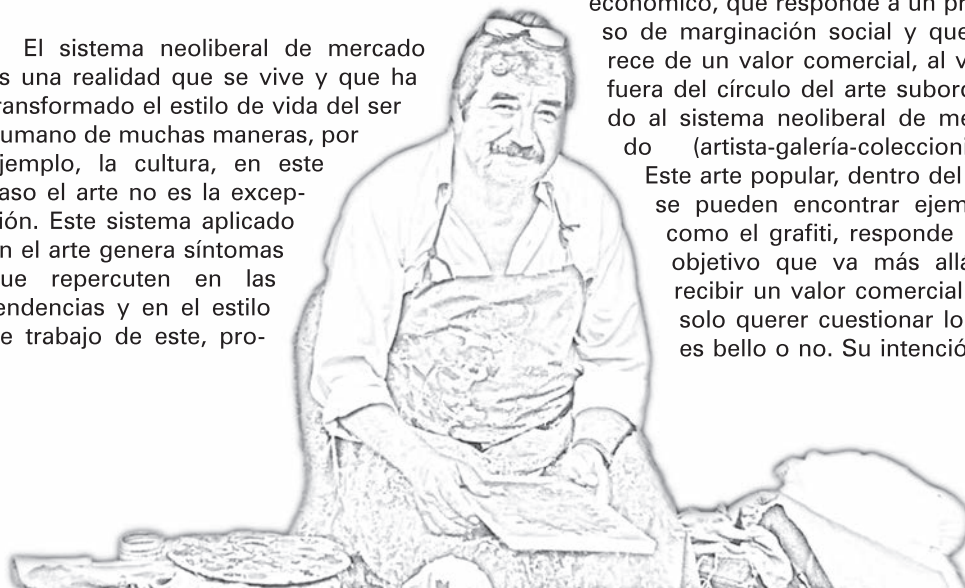 El sistema neoliberal de mercado
s una realidad que se vive y que ha
ransformado el estilo de vida del ser
umano de muchas maneras, por
jemplo, la cultura, en este
aso el arte no es la excep-
ión. Este sistema aplicado
n el arte genera síntomas
ue repercuten en las
endencias y en el estilo
e trabajo de este, pro-
económico, que responde a un pr
so de marginación social y que
rece de un valor comercial, al v
fuera del círculo del arte subord
do al sistema neoliberal de me
do (artista-galería-coleccioni
Este arte popular, dentro del
se pueden encontrar ejem
como el grafiti, responde
objetivo que va más allá
recibir un valor comercial
solo querer cuestionar lo
es bello o no. Su intenció